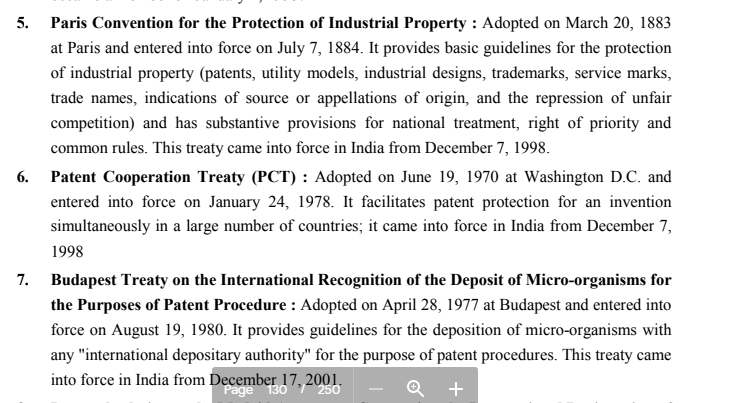 5. Paris Convention for the Protection of Industrial Property : Adopted on March 20, 1883
at Paris and entered into force on July 7, 1884. It provides basic guidelines for the protection
of industrial property (patents, utility models, industrial designs, trademarks, service marks,
trade names, indications of source or appellations of origin, and the repression of unfair
competition) and has substantive provisions for national treatment, right of priority and
common rules. This treaty came into force in India from December 7, 1998.
6. Patent Cooperation Treaty (PCT) : Adopted on June 19, 1970 at Washington D.C. and
entered into force on January 24, 1978. It facilitates patent protection for an invention
simultaneously in a large number of countries; it came into force in India from December 7,
1998
7. Budapest Treaty on the International Recognition of the Deposit of Micro-organisms for
the Purposes of Patent Procedure : Adopted on April 28, 1977 at Budapest and entered into
force on August 19, 1980. It provides guidelines for the deposition of micro-organisms with
any "international depositary authority" for the purpose of patent procedures. This treaty came
into force in India from December 17, 2001.
Page 130 / 250